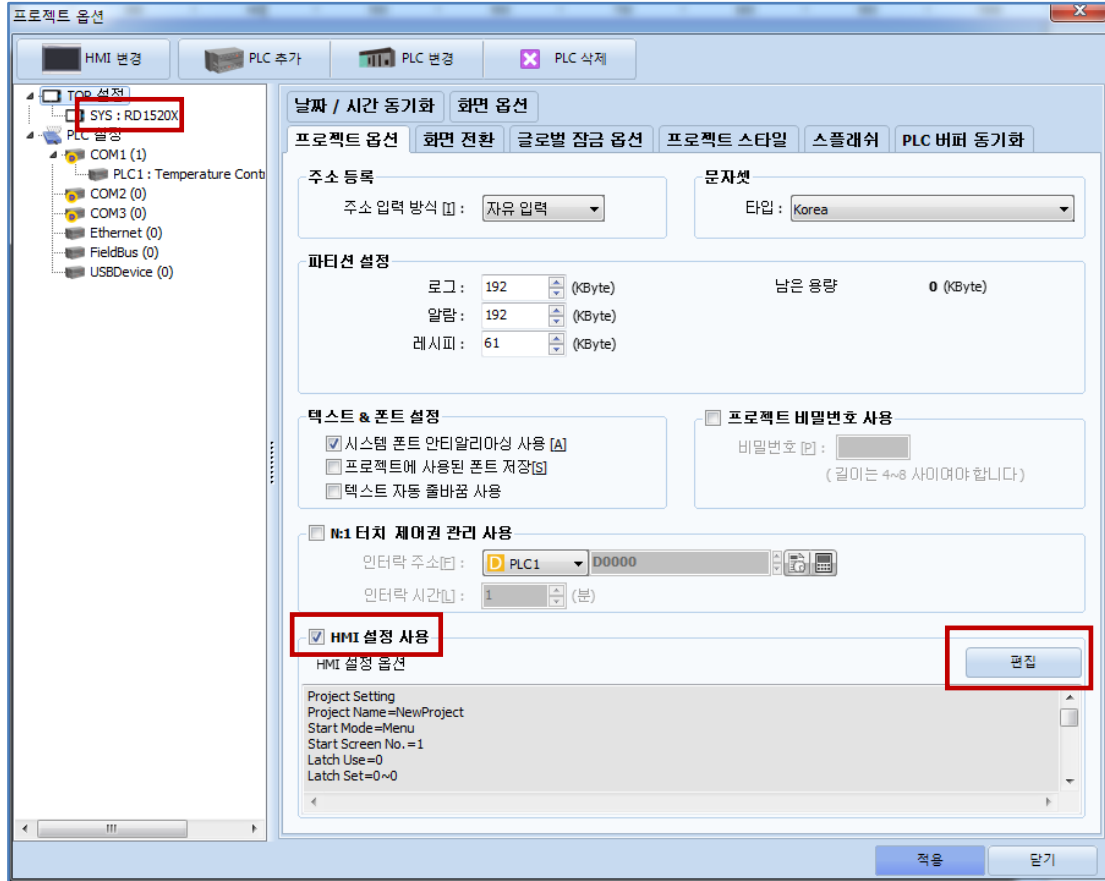 프로젝트 옵션
HMI 변경
PLC 추가
PLC 변경
PLC 삭제
TOP 설정
SYS : RD1520X
PLC 설정
COM1 (1)
PLC1 : Temperature Cont
COM2 (0)
COM3 (0)
Ethernet (0)
FieldBus (0)
USBDevice (0)
날짜 / 시간 동기화 화면 옵션
프로젝트 옵션 화면 전환 글로벌 잠금 옵션 프로젝트 스타일 스플래쉬 PLC 버퍼 동기화
주소 등록
주소 입력 방식 [I] : 자유 입력
문자셋
타입 : Korea
파티션 설정
로그 : 192 (KByte) 남은 용량 0 (KByte)
알람 : 192 (KByte)
레시피 : 61 (KByte)
텍스트 & 폰트 설정
시스템 폰트 안티알리아싱 사용 [A]
프로젝트에 사용된 폰트 저장[S]
텍스트 자동 줄바꿈 사용
프로젝트 비밀번호 사용
비밀번호 [P] :
( 길이는 4~8 사이여야 합니다 )
N:1 터치 제어권 관리 사용
인터락 주소[E] : D PLC1 D0000
인터락 시간[L] : 1 (분)
HMI 설정 사용
HMI 설정 옵션 편집
Project Setting
Project Name=NewProject
Start Mode=Menu
Start Screen No.=1
Latch Use=0
Latch Set=0~0
적용 닫기